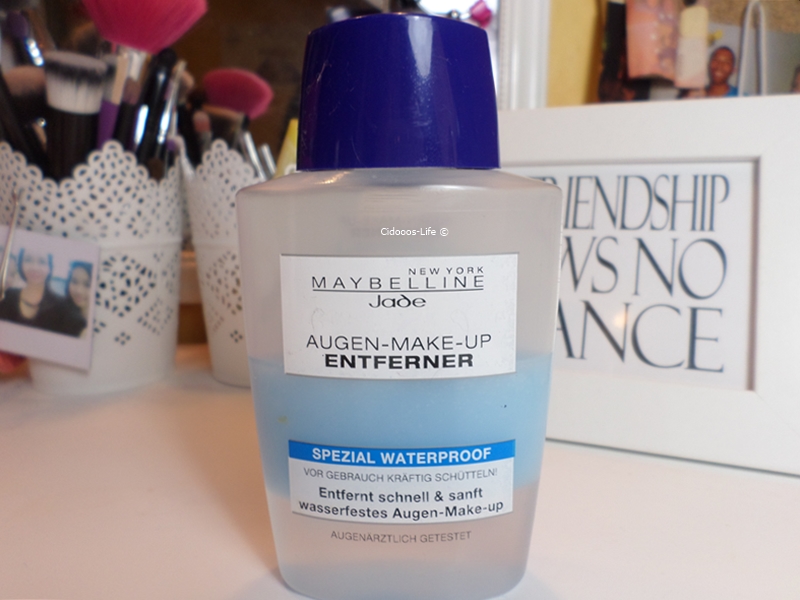 Cidooos-Life ©
NEW YORK
MAYBELLINE
Jade
AUGEN-MAKE-UP
ENTFERNER
SPEZIAL WATERPROOF
VOR GEBRAUCH KRÄFTIG SCHÜTTELN!
Entfernt schnell & sanft
wasserfestes Augen-Make-up
AUGENÄRZTLICH GETESTET
RIENDSHIP
WS NO
ANCE